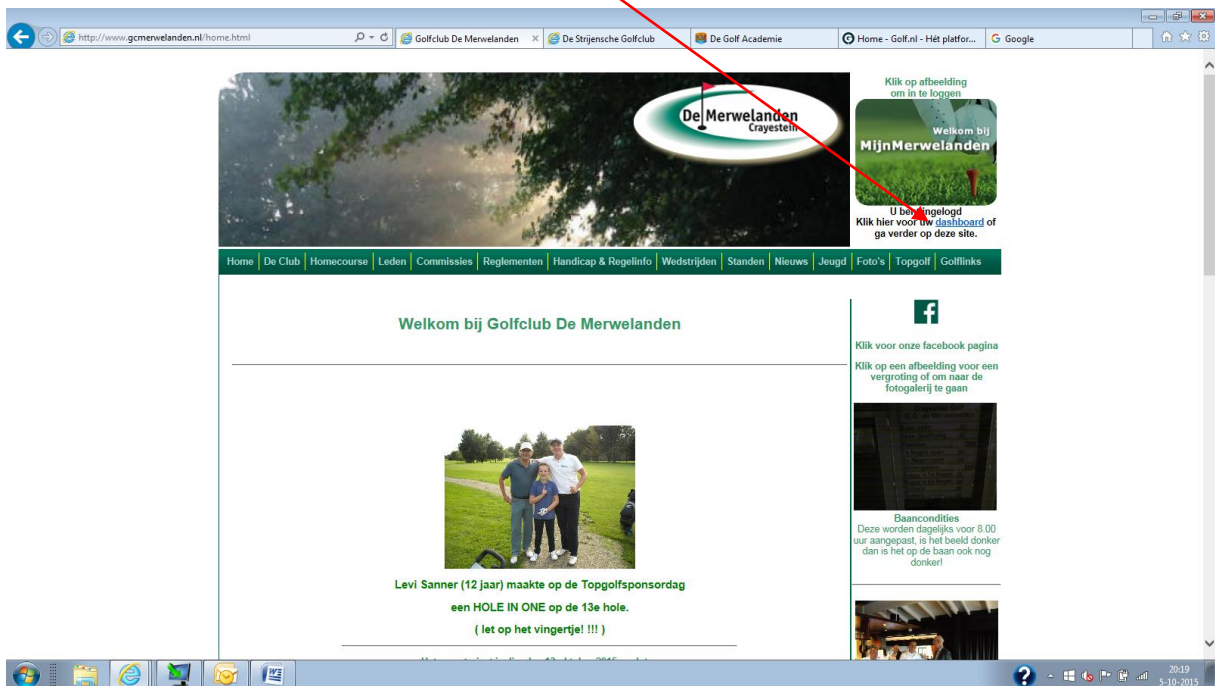 http://www.gcmerwelanden.nl/home.html
Golfclub De Merwelanden
De Strijensche Golfclub
De Golf Academie
Home - Golf.nl - Hét platfor...
Google
De Merwelanden
Crayestein
Klik op afbeelding
om in te loggen
Welkom bij
MijnMerwelanden
U bent ingelogd
Klik hier voor uw dashboard of
ga verder op deze site.
Home
De Club
Homecourse
Leden
Commissies
Reglementen
Handicap & Regelinfo
Wedstrijden
Standen
Nieuws
Jeugd
Foto's
Topgolf
Golflinks
Welkom bij Golfclub De Merwelanden
Klik voor onze facebook pagina
Klik op een afbeelding voor een
vergroting of om naar de
fotogalerij te gaan
Baancondities
Deze worden dagelijks voor 8.00
uur aangepast, is het beeld donker
dan is het op de baan ook nog
donker!
Levi Sanner (12 jaar) maakte op de Topgolfsponsordag
een HOLE IN ONE op de 13e hole.
( let op het vingertje! !!! )
20:19
5-10-2015